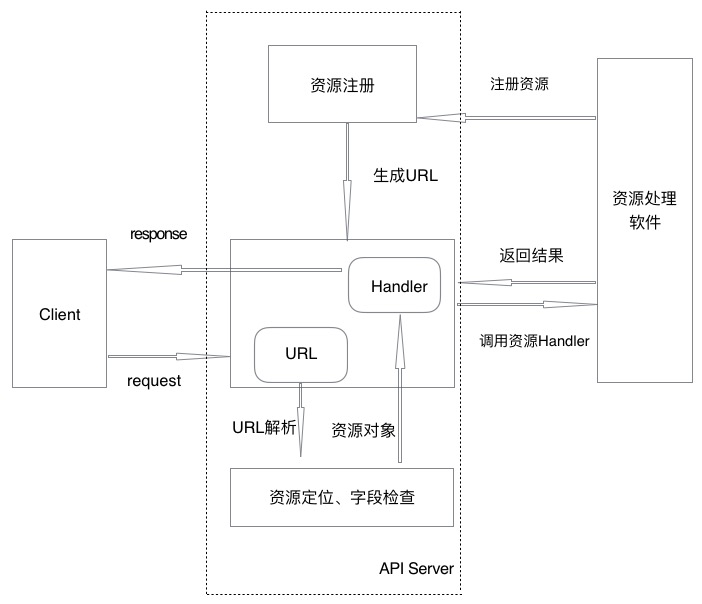 资源注册
注册资源
生成URL
资源处理
软件
response
返回结果
Handler
Client
调用资源Handler
URL
request
URL解析
资源对象
资源定位、字段检查
API Server